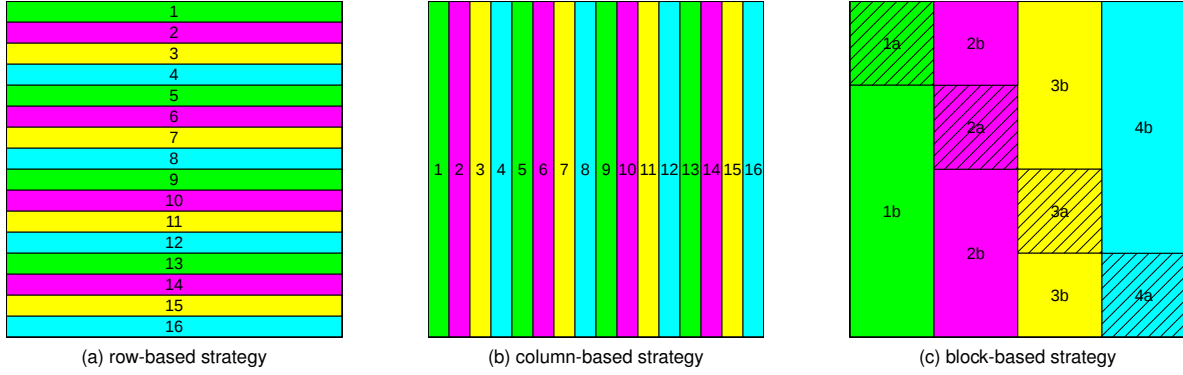 1
2
3
4
5
6
7
8
9
10
11
12
13
14
15
16
(a) row-based strategy
1 2 3 4 5 6 7 8 9 10 11 12 13 14 15 16
(b) column-based strategy
1a
2b
3b
2a
4b
1b
3a
2b
3b
4a
(c) block-based strategy